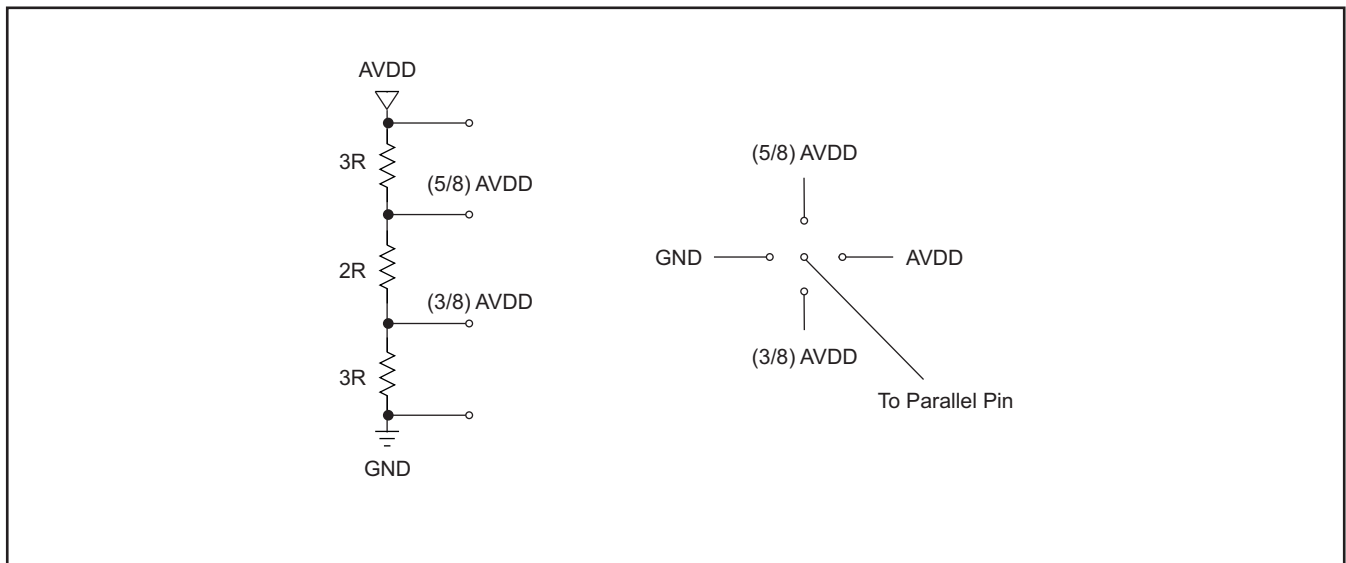 AVDD
3R
(5/8) AVDD
2R
(3/8) AVDD
3R
GND
(5/8) AVDD
GND
AVDD
(3/8) AVDD
To Parallel Pin